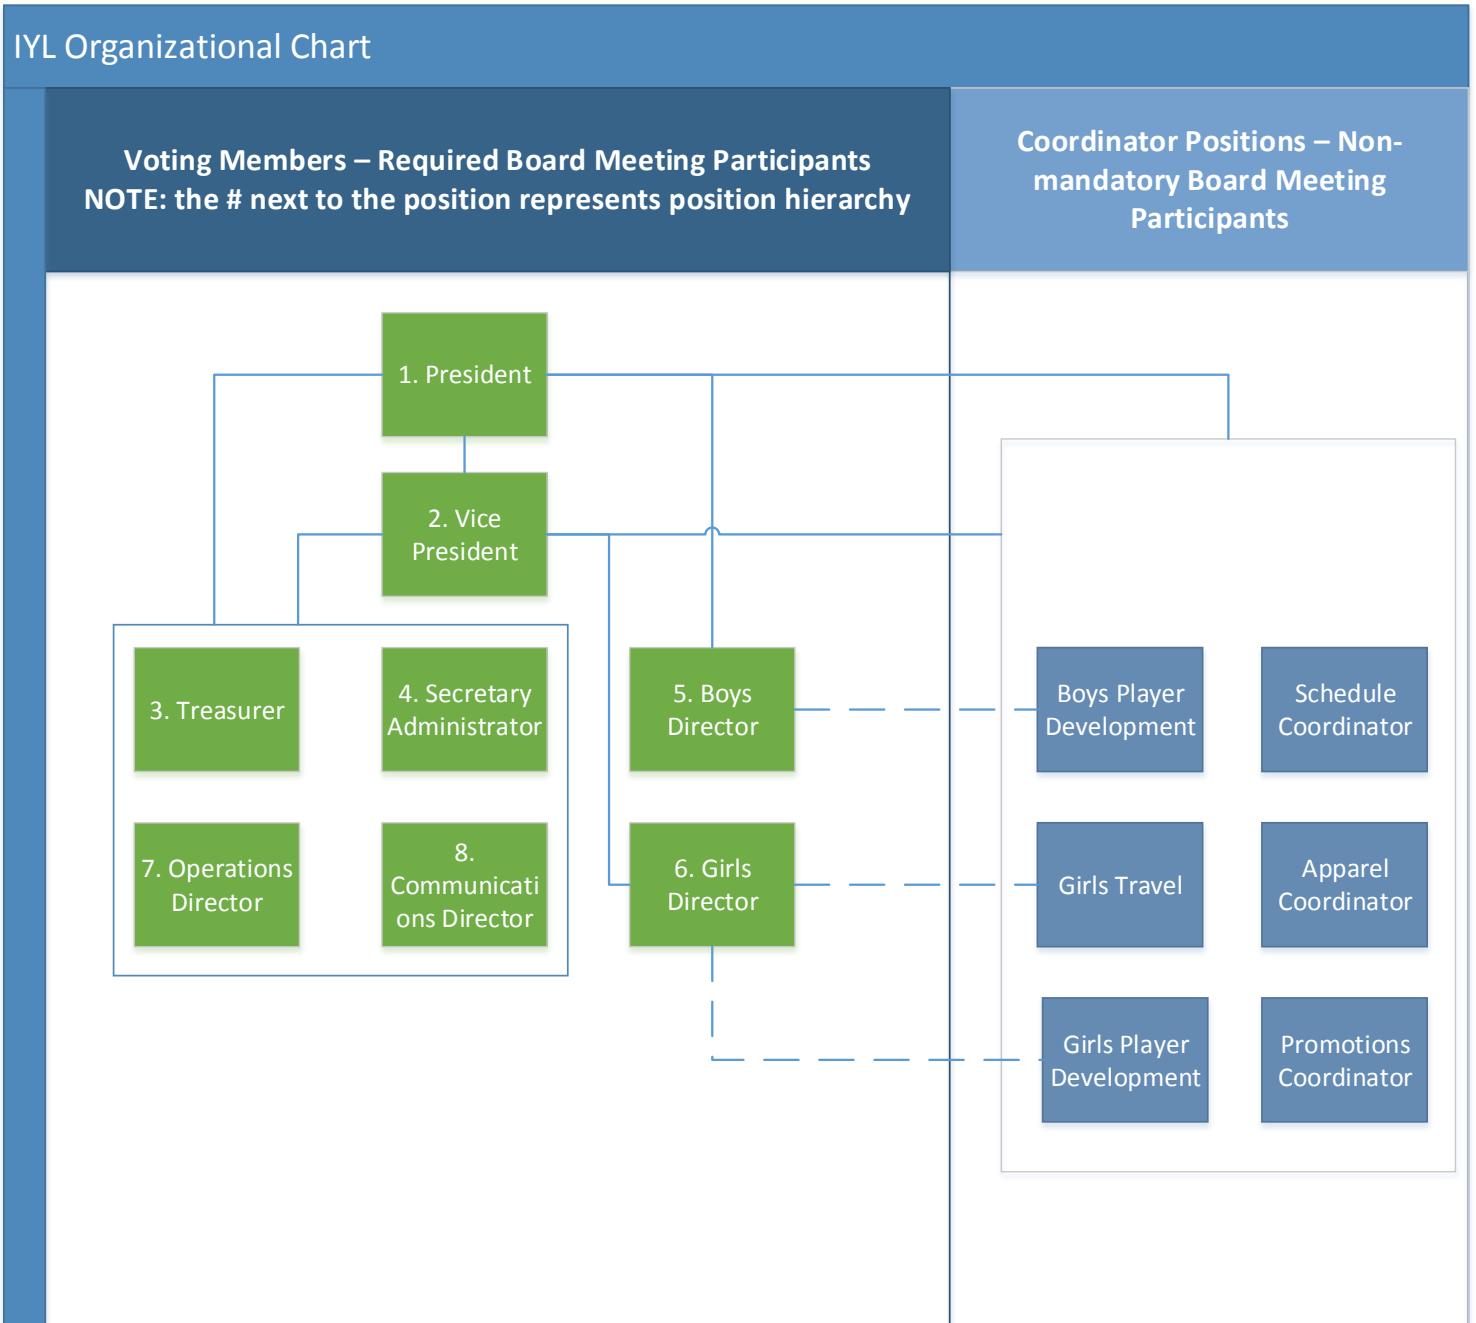 IYL Organizational Chart
Voting Members – Required Board Meeting Participants
NOTE: the # next to the position represents position hierarchy
Coordinator Positions – Non-
mandatory Board Meeting
Participants
1. President
2. Vice
President
3. Treasurer
4. Secretary
Administrator
5. Boys
Director
Boys Player
Development
Schedule
Coordinator
7. Operations
Director
8.
Communicati
ons Director
6. Girls
Director
Girls Travel
Apparel
Coordinator
Girls Player
Development
Promotions
Coordinator